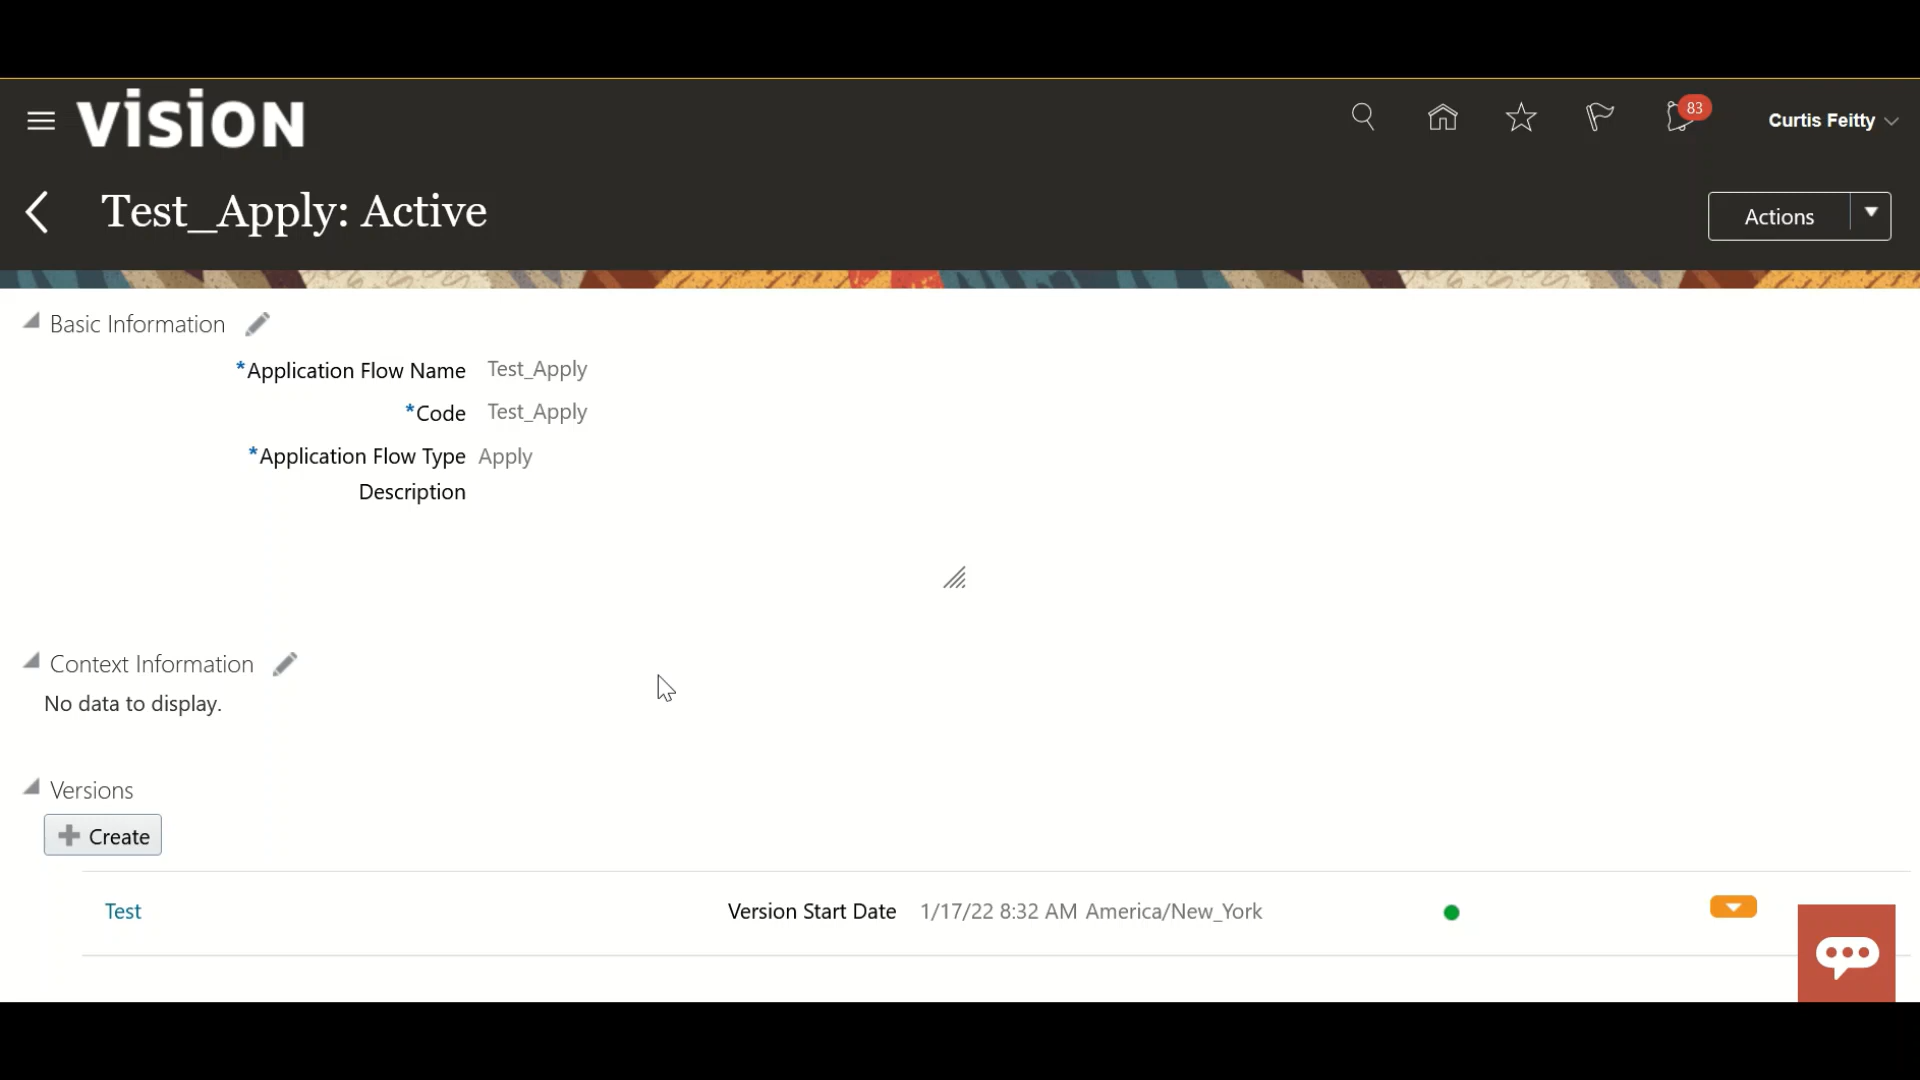 vision
83
Curtis Feitty
Test_Apply: Active
Actions
Basic Information
*Application Flow Name Test_Apply
*Code Test_Apply
*Application Flow Type Apply
Description
Context Information
No data to display.
Versions
Create
Test Version Start Date 1/17/22 8:32 AM America/New_York